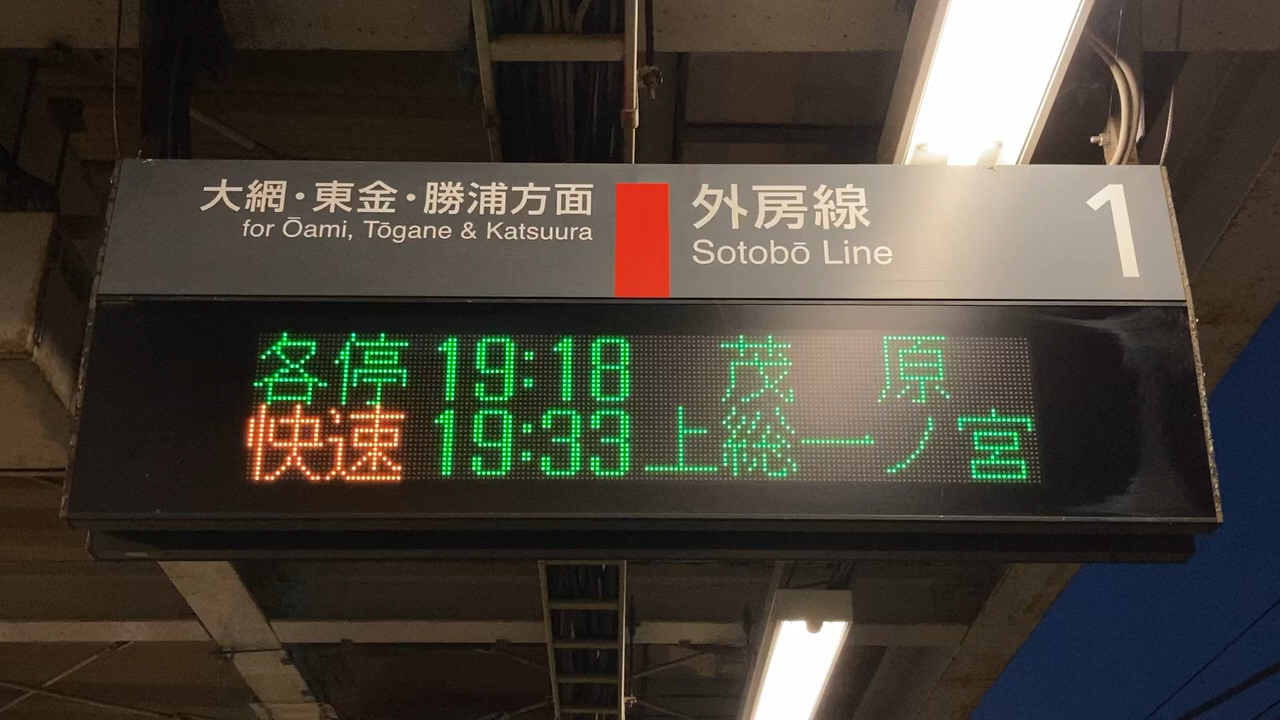 大網・東金・勝浦方面
for Ōami, Tōgane & Katsuura
外房線
Sotobō Line
1
各停 19:18 茂原
快速 19:33 上総一ノ宮